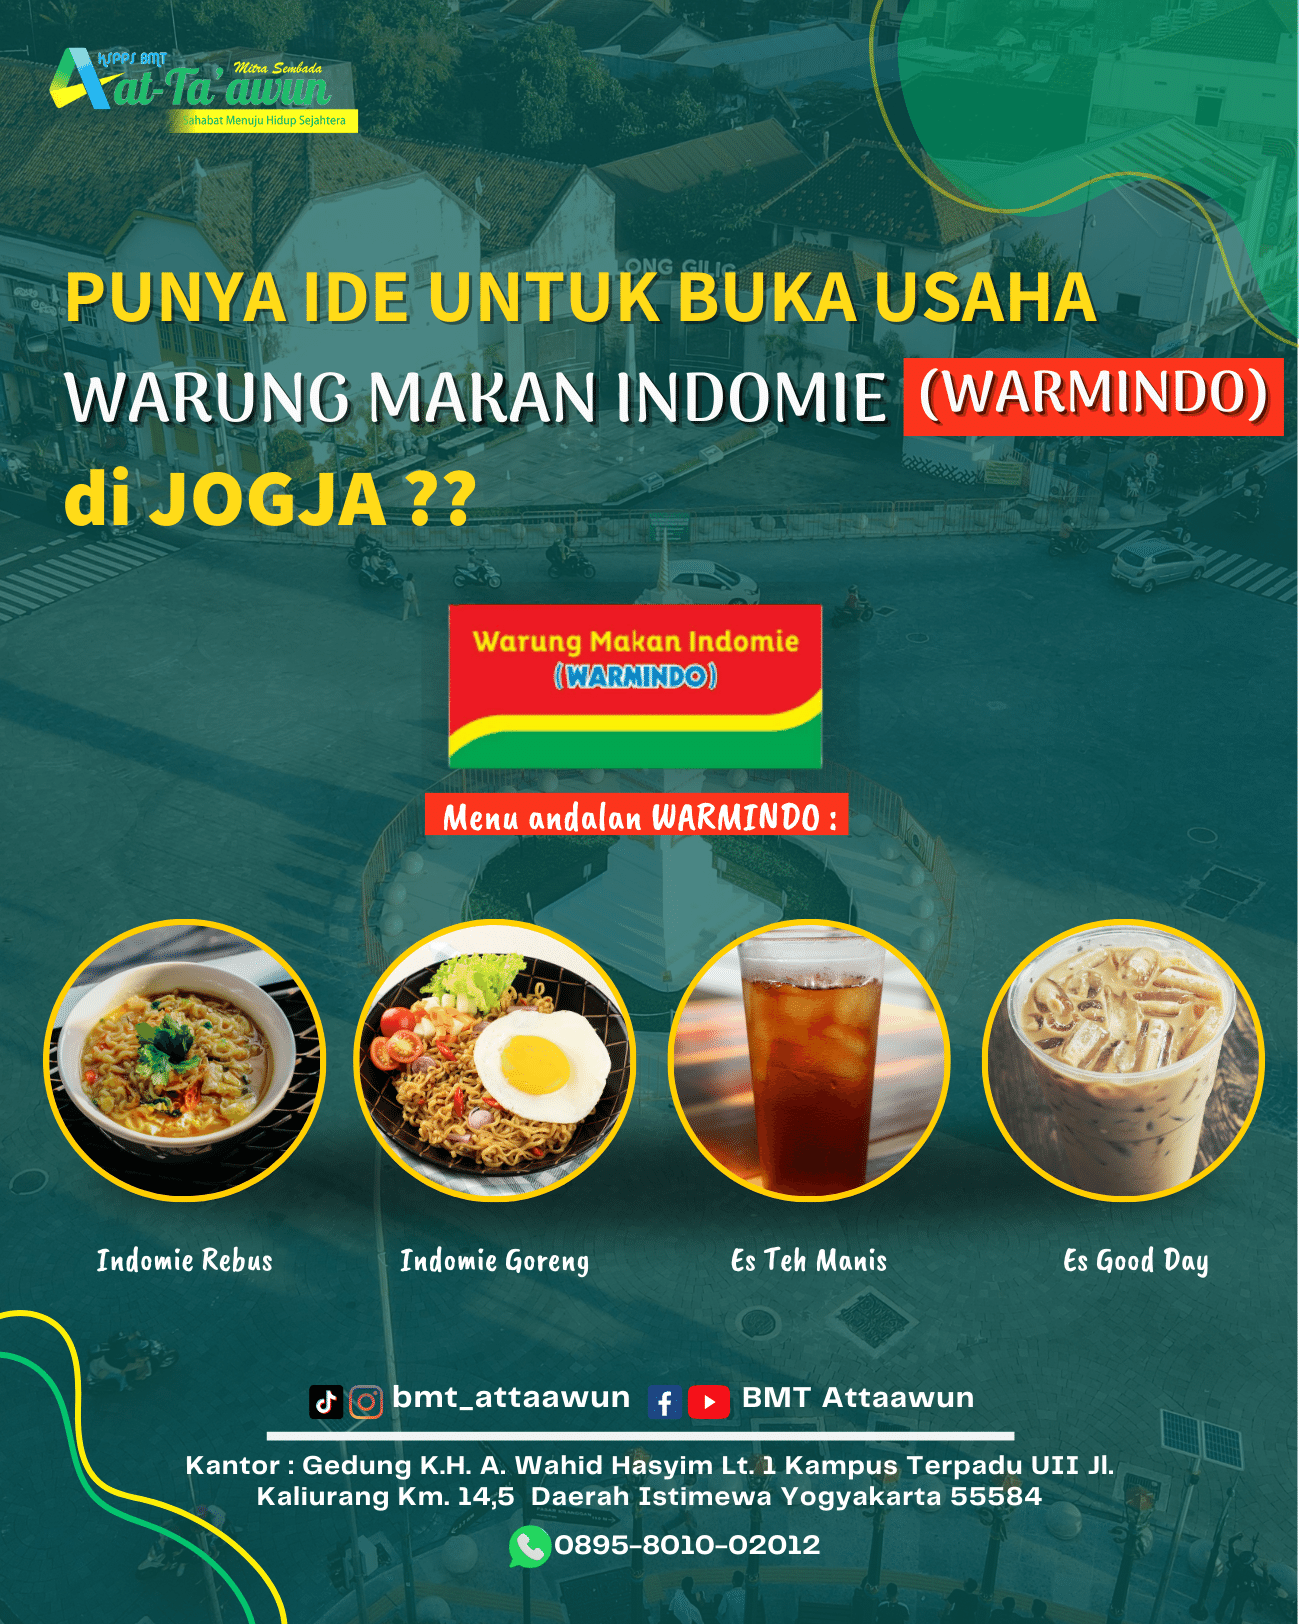 KSPPS BMT
Mitra Sembada
at-Ta'awun
Sahabat Menuju Hidup Sejahtera
LONG GILIG
PUNYA IDE UNTUK BUKA USAHA
WARUNG MAKAN INDOMIE (WARMINDO)
di JOGJA ??
Warung Makan Indomie
(WARMINDO)
Menu andalan WARMINDO :
Indomie Rebus
Indomie Goreng
Es Teh Manis
Es Good Day
bmt_attaawun
BMT Attaawun
Kantor : Gedung K.H. A. Wahid Hasyim Lt. 1 Kampus Terpadu UII Jl.
Kaliurang Km. 14,5 Daerah Istimewa Yogyakarta 55584
0895-8010-02012